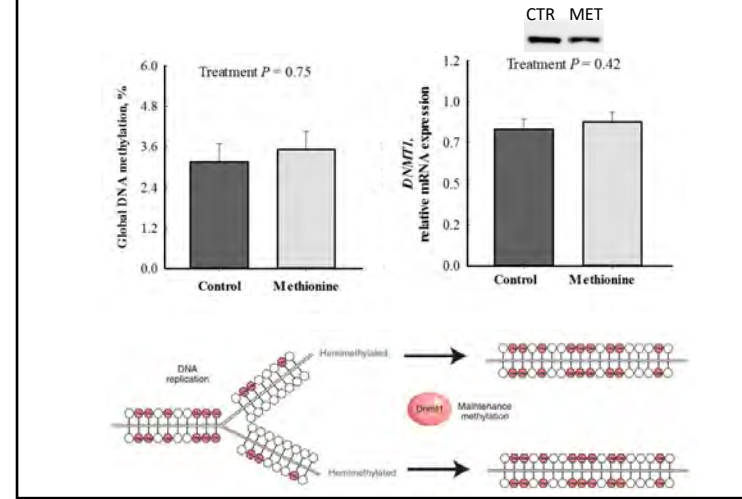 CTR MET
Treatment P = 0.75
Global DNA methylation, %
6.0
4.8
3.6
2.4
1.2
0.0
Control Methionine
Treatment P = 0.42
DNMT1,
relative mRNA expression
1.2
1.0
0.7
0.5
0.2
0.0
Control Methionine
DNA
replication
Hemimethylated
Dnmt1
Maintenance
methylation
Hemimethylated